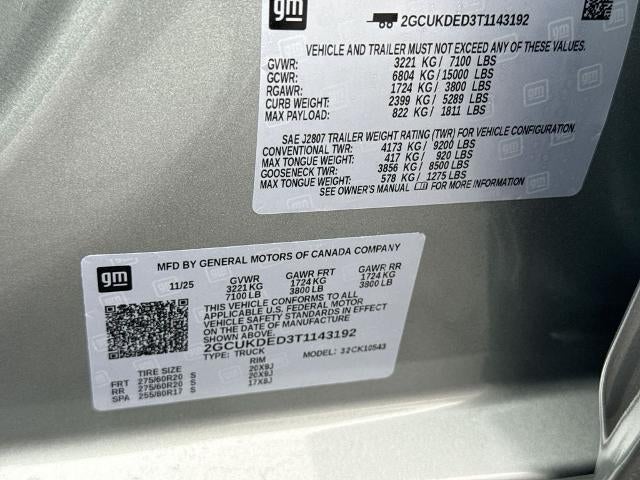 gm
2GCUKDED3T1143192
VEHICLE AND TRAILER MUST NOT EXCEED ANY OF THESE VALUES.
GVWR: 3221 KG / 7100 LBS
GCWR: 6804 KG / 15000 LBS
RGAWR: 1724 KG / 3800 LBS
CURB WEIGHT: 2399 KG / 5289 LBS
MAX PAYLOAD: 822 KG / 1811 LBS
SAE J2807 TRAILER WEIGHT RATING (TWR) FOR VEHICLE CONFIGURATION.
CONVENTIONAL TWR: 4173 KG / 9200 LBS
MAX TONGUE WEIGHT: 417 KG / 920 LBS
GOOSENECK TWR: 3856 KG / 8500 LBS
MAX TONGUE WEIGHT: 578 KG / 1275 LBS
SEE OWNER'S MANUAL FOR MORE INFORMATION
gm
MFD BY GENERAL MOTORS OF CANADA COMPANY
11/25 GVWR GAWR FRT GAWR RR
3221 KG 1724 KG 1724 KG
7100 LB 3800 LB 3800 LB
THIS VEHICLE CONFORMS TO ALL
APPLICABLE U.S. FEDERAL MOTOR
VEHICLE SAFETY STANDARDS IN
EFFECT ON THE DATE OF MANUFACTURE
SHOWN ABOVE.
2GCUKDED3T1143192
TYPE: TRUCK MODEL: 32CK10543
TIRE SIZE RIM
FRT 275/60R20 S 20X9J
RR 275/60R20 S 20X9J
SPA 255/80R17 S 17X8J